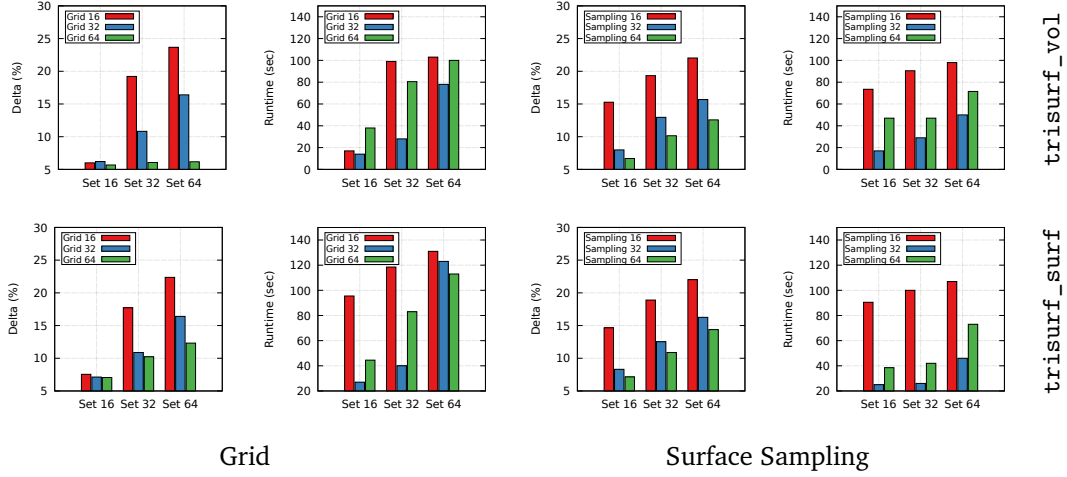 30
25
20
15
10
5
Delta (%)
Grid 16
Grid 32
Grid 64
Set 16 Set 32 Set 64
140
120
100
80
60
40
20
0
Runtime (sec)
Grid 16
Grid 32
Grid 64
Set 16 Set 32 Set 64
30
25
20
15
10
5
Delta (%)
Sampling 16
Sampling 32
Sampling 64
Set 16 Set 32 Set 64
140
120
100
80
60
40
20
0
Runtime (sec)
Sampling 16
Sampling 32
Sampling 64
Set 16 Set 32 Set 64
trisurf_vol
30
25
20
15
10
5
Delta (%)
Grid 16
Grid 32
Grid 64
Set 16 Set 32 Set 64
140
120
100
80
60
40
20
Runtime (sec)
Grid 16
Grid 32
Grid 64
Set 16 Set 32 Set 64
30
25
20
15
10
5
Delta (%)
Sampling 16
Sampling 32
Sampling 64
Set 16 Set 32 Set 64
140
120
100
80
60
40
20
Runtime (sec)
Sampling 16
Sampling 32
Sampling 64
Set 16 Set 32 Set 64
trisurf_surf
Grid
Surface Sampling